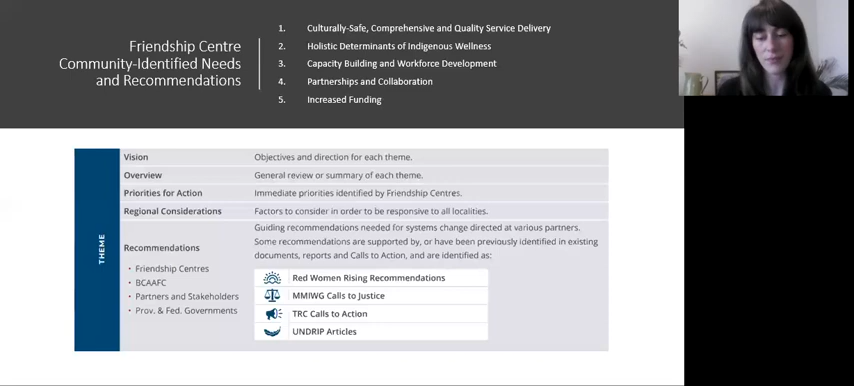 Friendship Centre
Community-Identified Needs
and Recommendations
1. Culturally-Safe, Comprehensive and Quality Service Delivery
2. Holistic Determinants of Indigenous Wellness
3. Capacity Building and Workforce Development
4. Partnerships and Collaboration
5. Increased Funding
THEME
Vision Objectives and direction for each theme.
Overview General review or summary of each theme.
Priorities for Action Immediate priorities identified by Friendship Centres.
Regional Considerations Factors to consider in order to be responsive to all localities.
Recommendations
• Friendship Centres
• BCAAFC
• Partners and Stakeholders
• Prov. & Fed. Governments
Guiding recommendations needed for systems change directed at various partners.
Some recommendations are supported by, or have been previously identified in existing
documents, reports and Calls to Action, and are identified as:
Red Women Rising Recommendations
MMIWG Calls to Justice
TRC Calls to Action
UNDRIP Articles